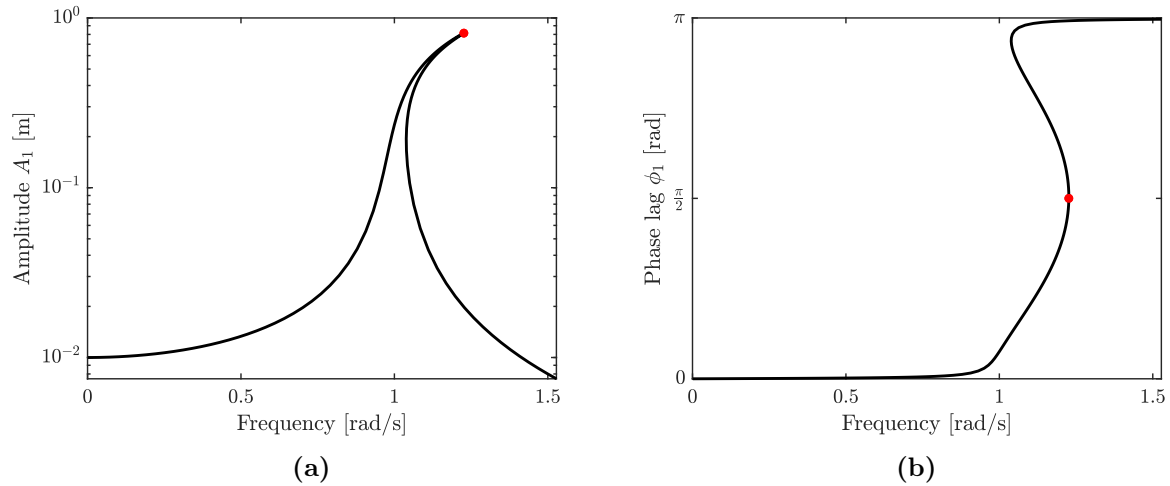 10^0
10^{-1}
10^{-2}
Amplitude A_1 [m]
0
0.5
1
1.5
Frequency [rad/s]
(a)
π
π/2
0
Phase lag ϕ_1 [rad]
0
0.5
1
1.5
Frequency [rad/s]
(b)